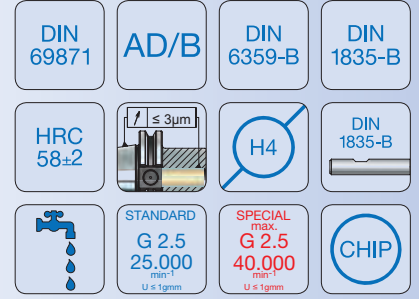 DIN
69871
AD/B
DIN
6359-B
DIN
1835-B
HRC
58±2
≤ 3µm
H4
DIN
1835-B
STANDARD
G 2.5
25.000
min⁻¹
U ≤ 1gmm
SPECIAL
max.
G 2.5
40.000
min⁻¹
U ≤ 1gmm
CHIP